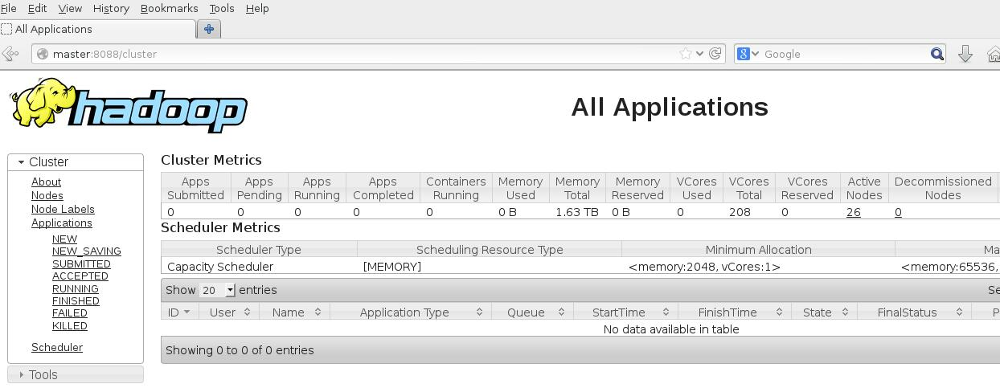 File Edit View History Bookmarks Tools Help
All Applications
master:8088/cluster
Google
hadoop
All Applications
Cluster
About
Nodes
Node Labels
Applications
NEW
NEW_SAVING
SUBMITTED
ACCEPTED
RUNNING
FINISHED
FAILED
KILLED
Scheduler
Tools
Cluster Metrics
Apps Submitted Apps Pending Apps Running Apps Completed Containers Running Memory Used Memory Total Memory Reserved VCores Used VCores Total VCores Reserved Active Nodes Decommissioned Nodes
0 0 0 0 0 0 B 1.63 TB 0 B 0 208 0 26 0
Scheduler Metrics
Scheduler Type Scheduling Resource Type Minimum Allocation Ma
Capacity Scheduler [MEMORY] <memory:2048, vCores:1> <memory:65536,
Show 20 entries Se
ID User Name Application Type Queue StartTime FinishTime State FinalStatus P
No data available in table
Showing 0 to 0 of 0 entries